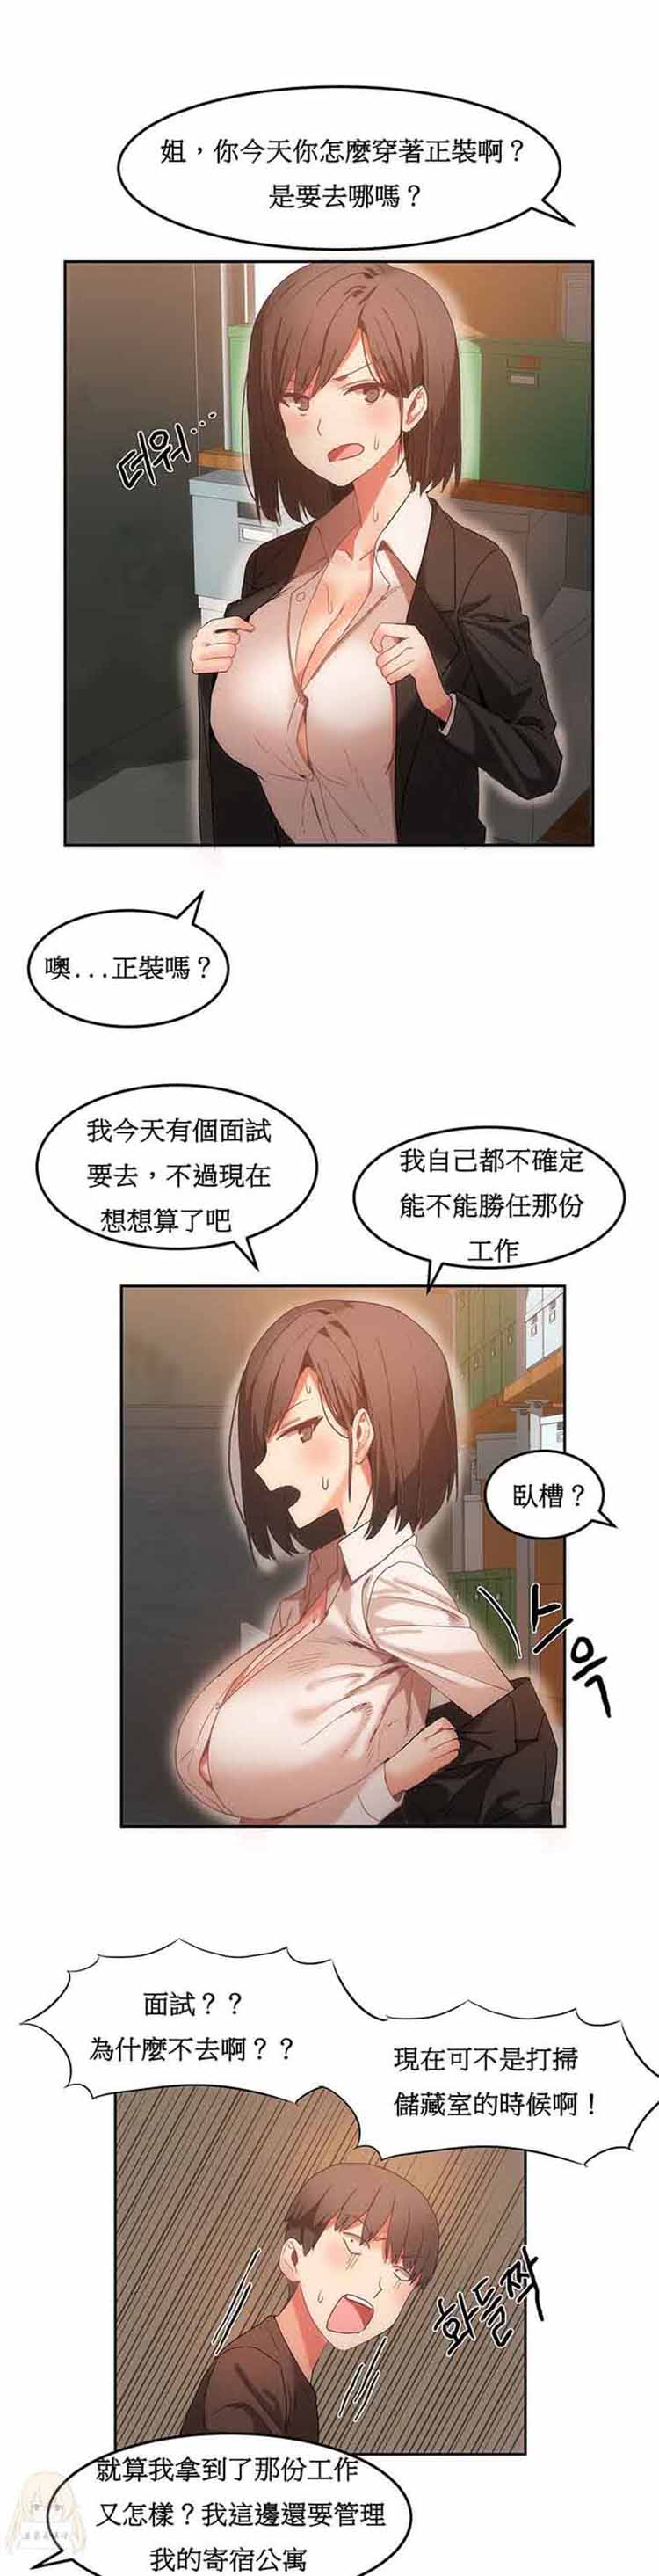 姐，你今天你怎麼穿著正裝啊？
是要去哪嗎？
더워...
噢...正裝嗎？
我今天有個面試
要去，不過現在
想想算了吧
我自己都不確定
能不能勝任那份
工作
臥槽？
스윽
面試？？
為什麼不去啊？？
現在可不是打掃
儲藏室的時候啊！
화들짝
就算我拿到了那份工作
又怎樣？我這邊還要管理
我的寄宿公寓